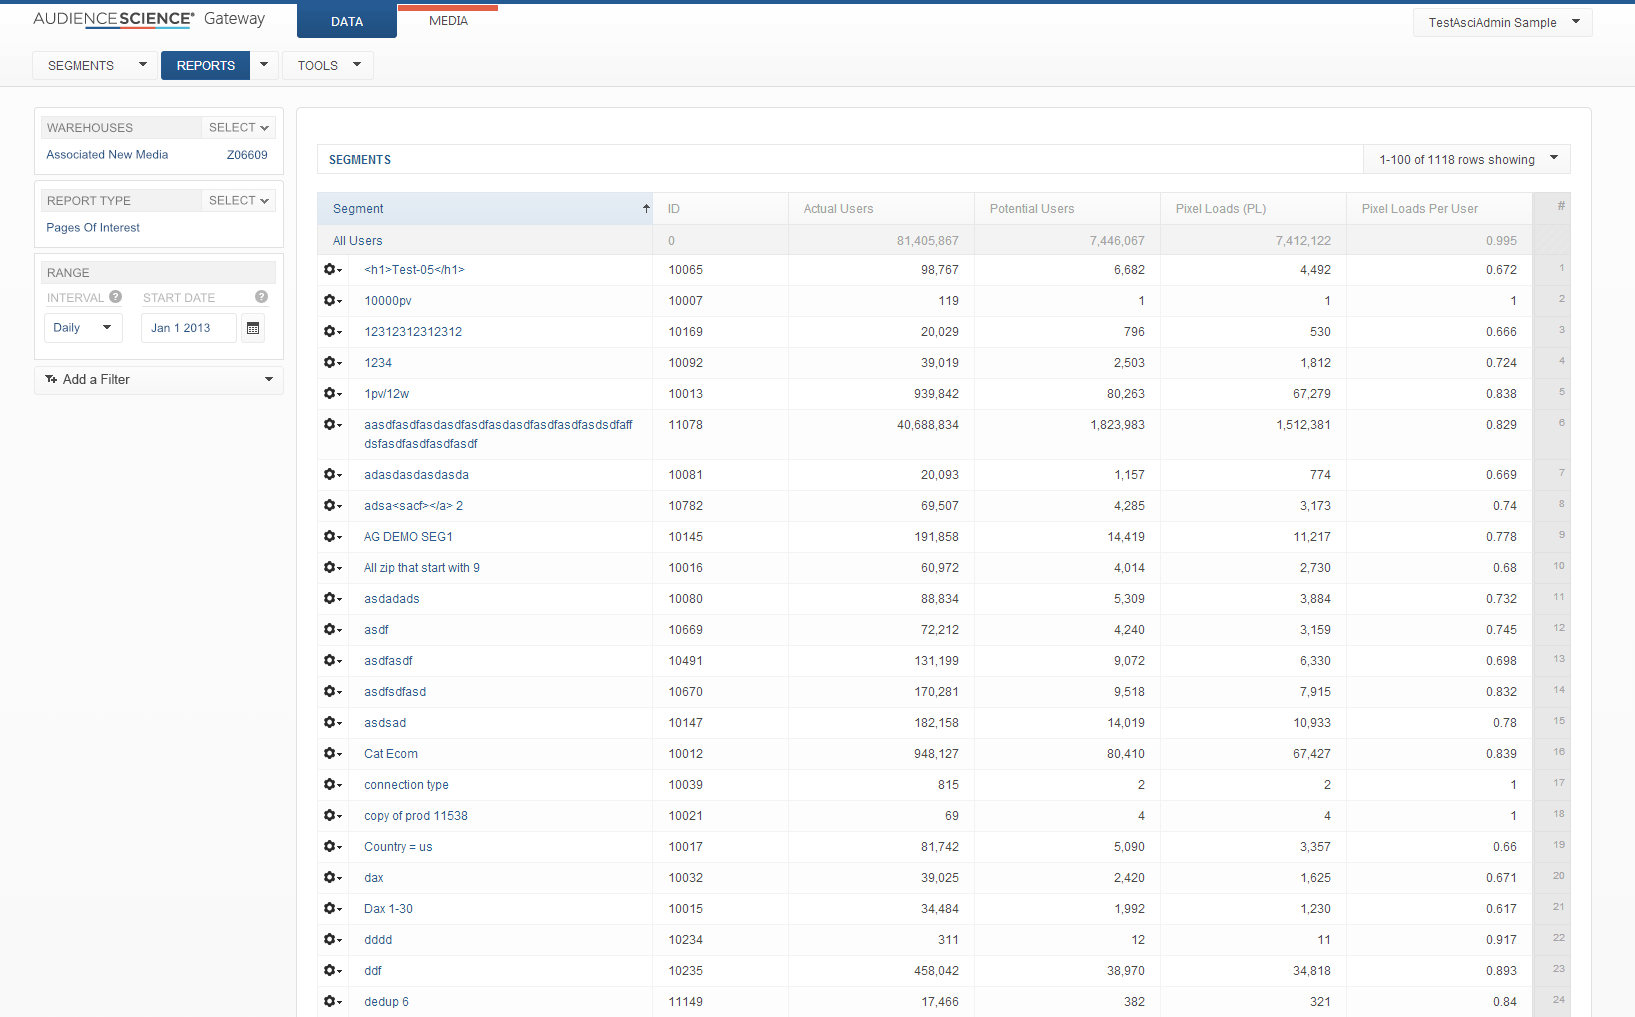 AUDIENCESCIENCE® Gateway
DATA
MEDIA
TestAsciAdmin Sample
SEGMENTS
REPORTS
TOOLS
WAREHOUSES SELECT
Associated New Media Z06609
REPORT TYPE SELECT
Pages Of Interest
RANGE
INTERVAL ? START DATE ?
Daily Jan 1 2013
Add a Filter
SEGMENTS 1-100 of 1118 rows showing
Segment ID Actual Users Potential Users Pixel Loads (PL) Pixel Loads Per User #
All Users 0 81,405,867 7,446,067 7,412,122 0.995
<h1>Test-05</h1> 10065 98,767 6,682 4,492 0.672 1
10000pv 10007 119 1 1 1 2
12312312312312 10169 20,029 796 530 0.666 3
1234 10092 39,019 2,503 1,812 0.724 4
1pv/12w 10013 939,842 80,263 67,279 0.838 5
aasdfasdfasdasdfasdfasdasdfasdfasdfasdsdfaff 11078 40,688,834 1,823,983 1,512,381 0.829 6
dsfasdfasdfasdfasdf
adasdasdasdasda 10081 20,093 1,157 774 0.669 7
adsa<sacf></a> 2 10782 69,507 4,285 3,173 0.74 8
AG DEMO SEG1 10145 191,858 14,419 11,217 0.778 9
All zip that start with 9 10016 60,972 4,014 2,730 0.68 10
asdadads 10080 88,834 5,309 3,884 0.732 11
asdf 10669 72,212 4,240 3,159 0.745 12
asdfasdf 10491 131,199 9,072 6,330 0.698 13
asdfsdfasd 10670 170,281 9,518 7,915 0.832 14
asdsad 10147 182,158 14,019 10,933 0.78 15
Cat Ecom 10012 948,127 80,410 67,427 0.839 16
connection type 10039 815 2 2 1 17
copy of prod 11538 10021 69 4 4 1 18
Country = us 10017 81,742 5,090 3,357 0.66 19
dax 10032 39,025 2,420 1,625 0.671 20
Dax 1-30 10015 34,484 1,992 1,230 0.617 21
dddd 10234 311 12 11 0.917 22
ddf 10235 458,042 38,970 34,818 0.893 23
dedup 6 11149 17,466 382 321 0.84 24